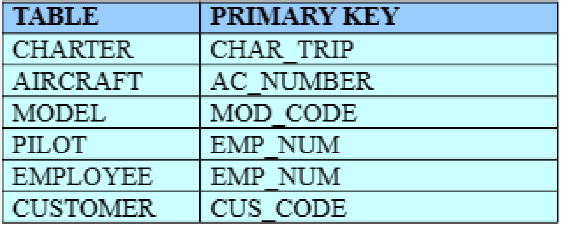 TABLE PRIMARY KEY
CHARTER CHAR_TRIP
AIRCRAFT AC_NUMBER
MODEL MOD_CODE
PILOT EMP_NUM
EMPLOYEE EMP_NUM
CUSTOMER CUS_CODE